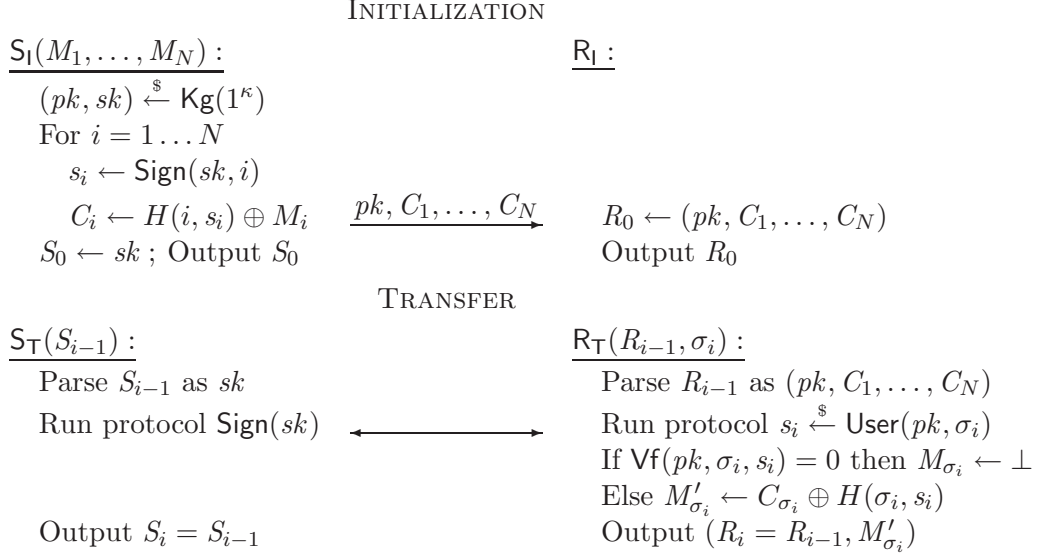 INITIALIZATION
S_I(M_1, . . . , M_N) :
R_I :
(pk, sk) ←$ Kg(1^κ)
For i = 1 . . . N
s_i ← Sign(sk, i)
C_i ← H(i, s_i) ⊕ M_i
pk, C_1, . . . , C_N
R_0 ← (pk, C_1, . . . , C_N)
S_0 ← sk ; Output S_0
Output R_0
TRANSFER
S_T(S_{i−1}) :
R_T(R_{i−1}, σ_i) :
Parse S_{i−1} as sk
Parse R_{i−1} as (pk, C_1, . . . , C_N)
Run protocol Sign(sk)
Run protocol s_i ←$ User(pk, σ_i)
If Vf(pk, σ_i, s_i) = 0 then M_{σ_i} ← ⊥
Else M′_{σ_i} ← C_{σ_i} ⊕ H(σ_i, s_i)
Output S_i = S_{i−1}
Output (R_i = R_{i−1}, M′_{σ_i})